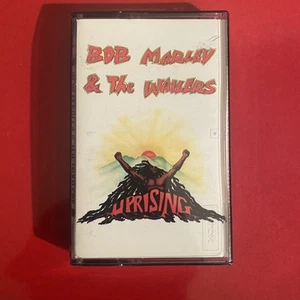 BOB MARLEY
& The WAILERS
UPRISING